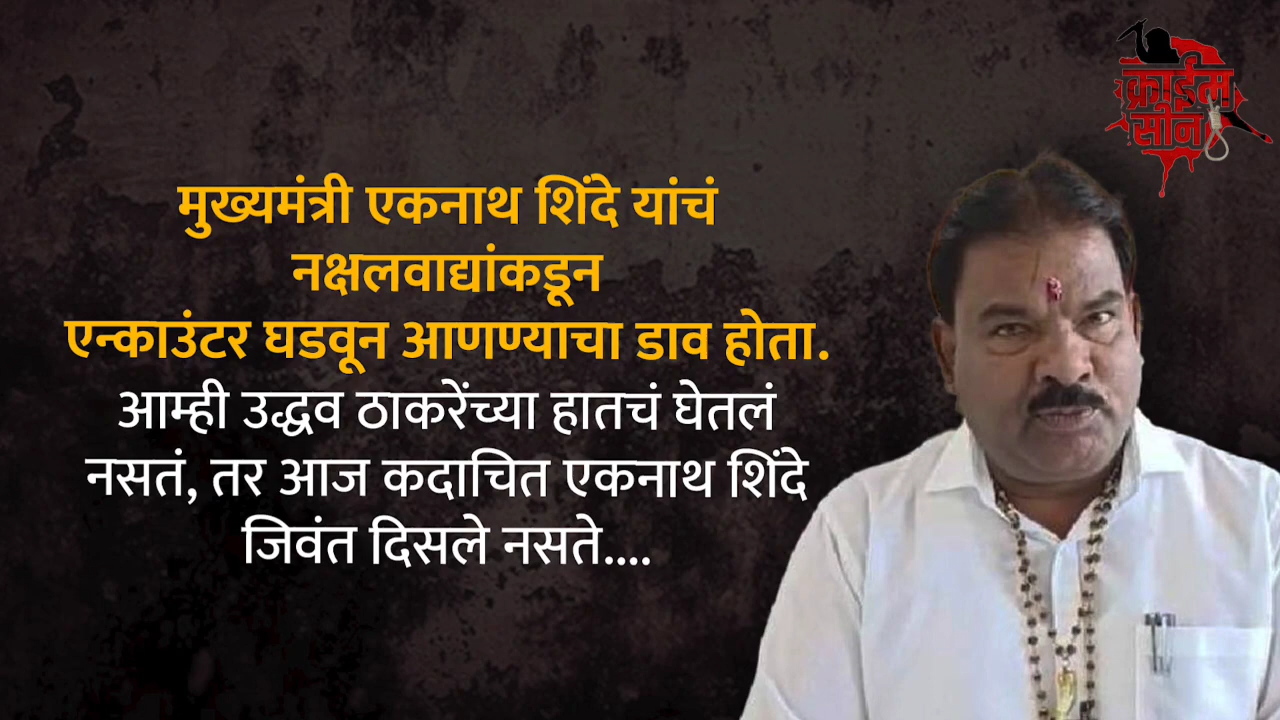 क्राईम
सीन
मुख्यमंत्री एकनाथ शिंदे यांचं
नक्षलवाद्यांकडून
एन्काउंटर घडवून आणण्याचा डाव होता.
आम्ही उद्धव ठाकरेंच्या हातचं घेतलं
नसतं, तर आज कदाचित एकनाथ शिंदे
जिवंत दिसले नसते....